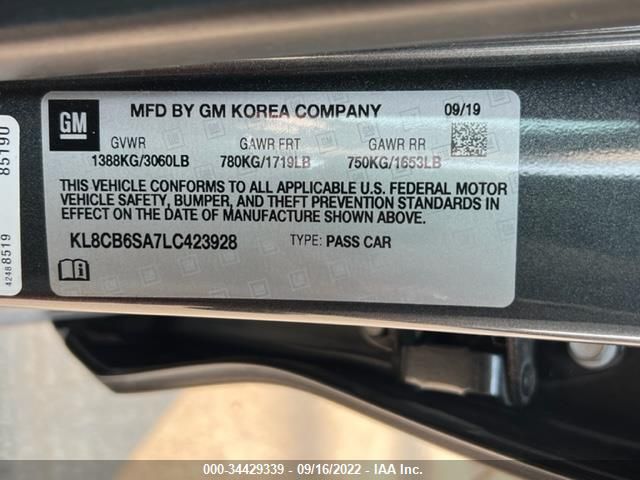 GM
MFD BY GM KOREA COMPANY 09/19
GVWR GAWR FRT GAWR RR
1388KG/3060LB 780KG/1719LB 750KG/1653LB
THIS VEHICLE CONFORMS TO ALL APPLICABLE U.S. FEDERAL MOTOR
VEHICLE SAFETY, BUMPER, AND THEFT PREVENTION STANDARDS IN
EFFECT ON THE DATE OF MANUFACTURE SHOWN ABOVE.
KL8CB6SA7LC423928 TYPE: PASS CAR
85190
42488519
000-34429339 - 09/16/2022 - IAA Inc.